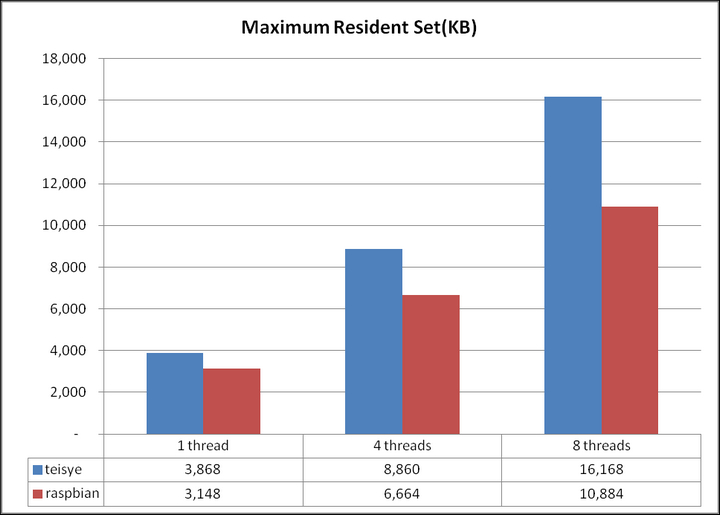 Maximum Resident Set(KB)
18,000
16,000
14,000
12,000
10,000
8,000
6,000
4,000
2,000
-
1 thread 4 threads 8 threads
teisye 3,868 8,860 16,168
raspbian 3,148 6,664 10,884